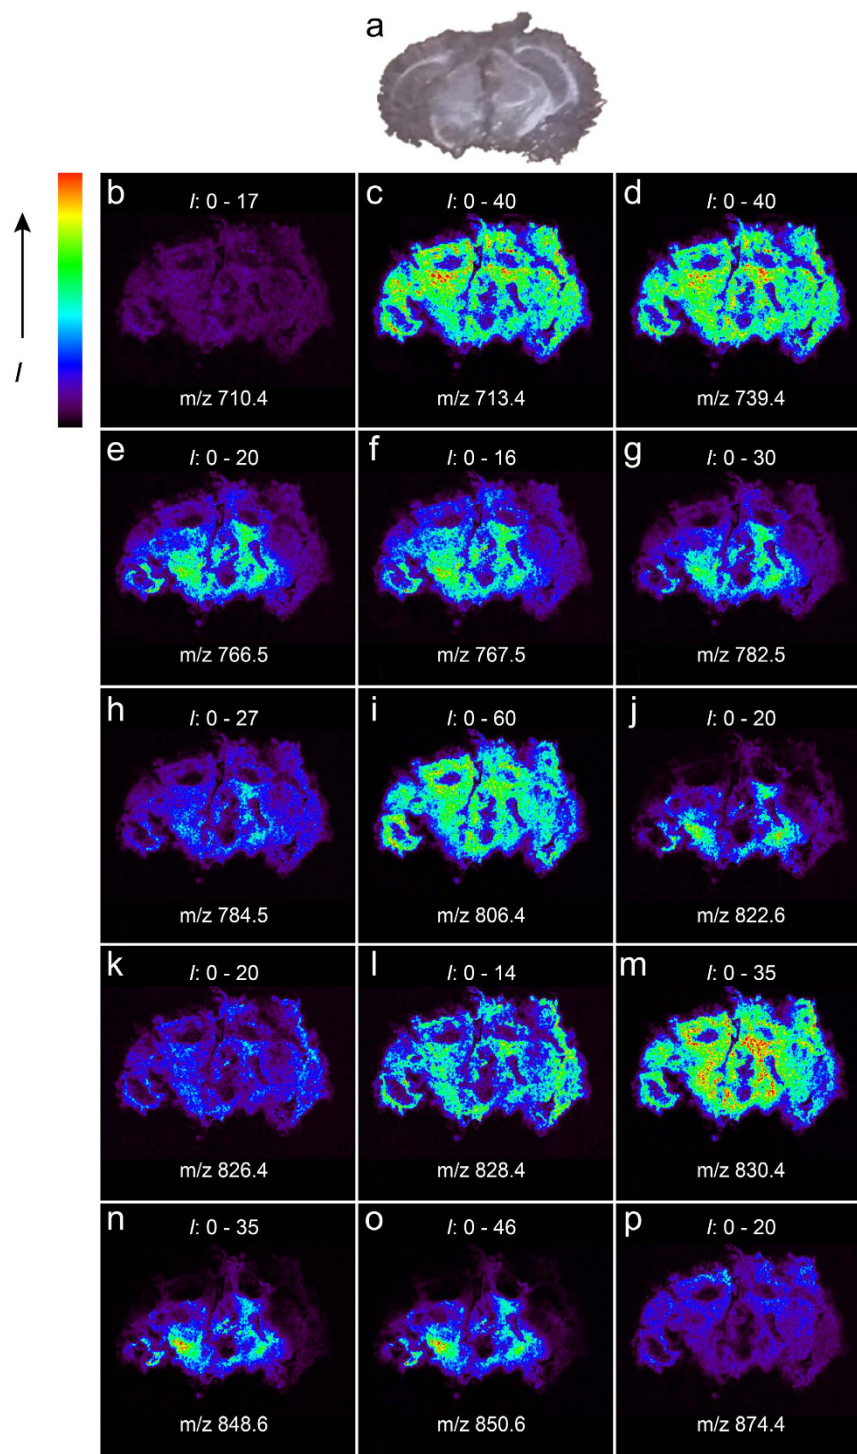 a
b
I: 0 - 17
m/z 710.4
c
I: 0 - 40
m/z 713.4
d
I: 0 - 40
m/z 739.4
I
e
I: 0 - 20
m/z 766.5
f
I: 0 - 16
m/z 767.5
g
I: 0 - 30
m/z 782.5
h
I: 0 - 27
m/z 784.5
i
I: 0 - 60
m/z 806.4
j
I: 0 - 20
m/z 822.6
k
I: 0 - 20
m/z 826.4
l
I: 0 - 14
m/z 828.4
m
I: 0 - 35
m/z 830.4
n
I: 0 - 35
m/z 848.6
o
I: 0 - 46
m/z 850.6
p
I: 0 - 20
m/z 874.4